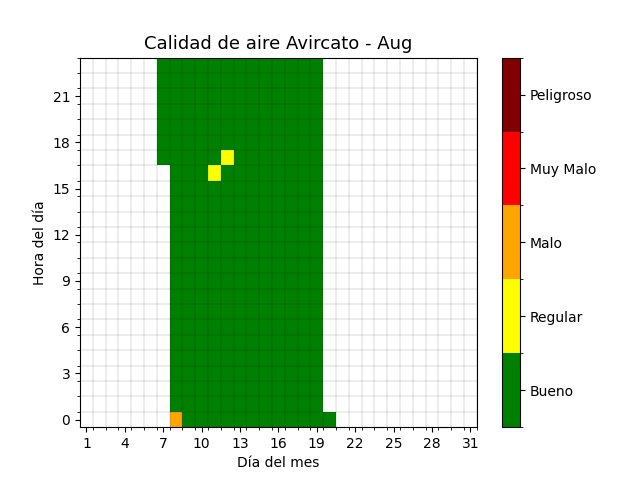 Calidad de aire Avircato - Aug
Hora del día
21
18
15
12
9
6
3
0
1 4 7 10 13 16 19 22 25 28 31
Día del mes
Peligroso
Muy Malo
Malo
Regular
Bueno